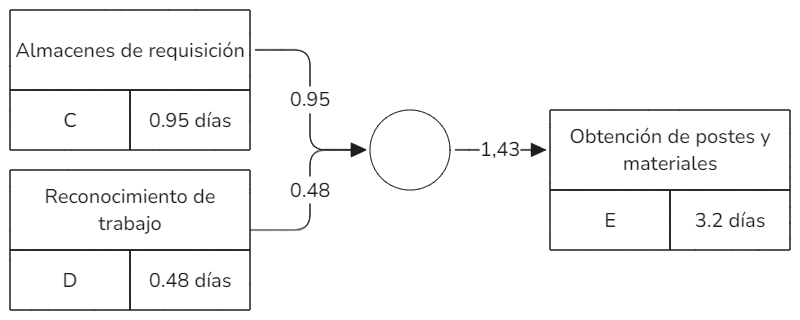 Almacenes de requisición
C
0.95 días
0.95
Reconocimiento de
trabajo
D
0.48 días
0.48
1,43
Obtención de postes y
materiales
E
3.2 días